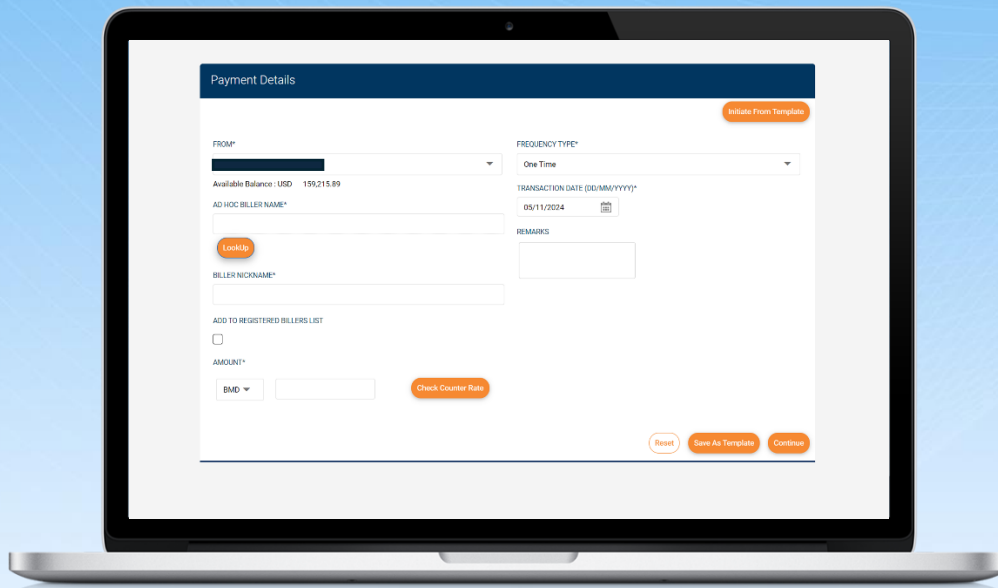 Payment Details
Initiate From Template
FROM*
Available Balance : USD 159,215.89
AD HOC BILLER NAME*
LookUp
BILLER NICKNAME*
ADD TO REGISTERED BILLERS LIST
AMOUNT*
BMD
Check Counter Rate
FREQUENCY TYPE*
One Time
TRANSACTION DATE (DD/MM/YYYY)*
05/11/2024
REMARKS
Reset
Save As Template
Continue